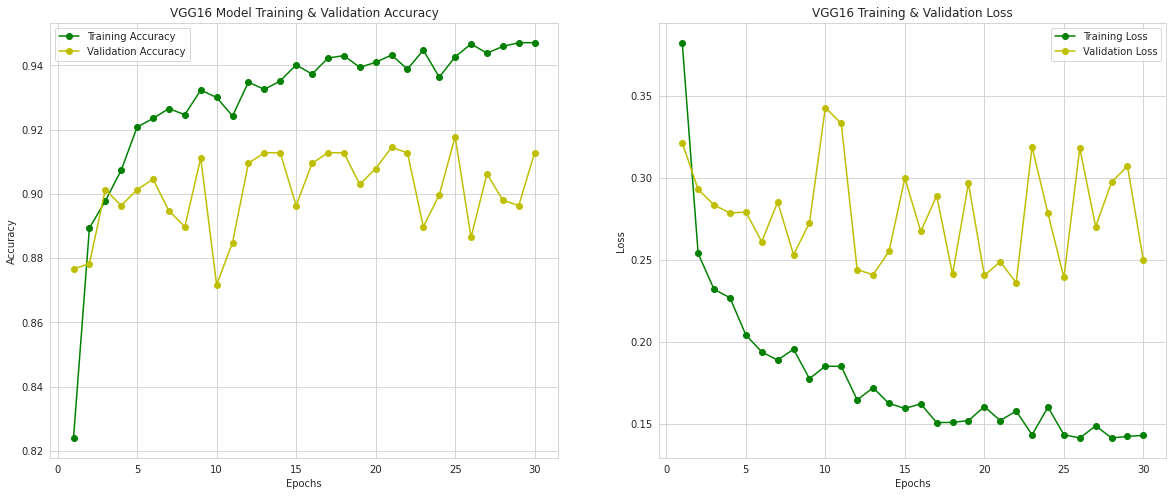 VGG16 Model Training & Validation Accuracy
Training Accuracy
Validation Accuracy
0.94
0.92
0.90
0.88
0.86
0.84
0.82
Accuracy
0
5
10
15
20
25
30
Epochs
VGG16 Training & Validation Loss
Training Loss
Validation Loss
0.35
0.30
0.25
0.20
0.15
Loss
0
5
10
15
20
25
30
Epochs